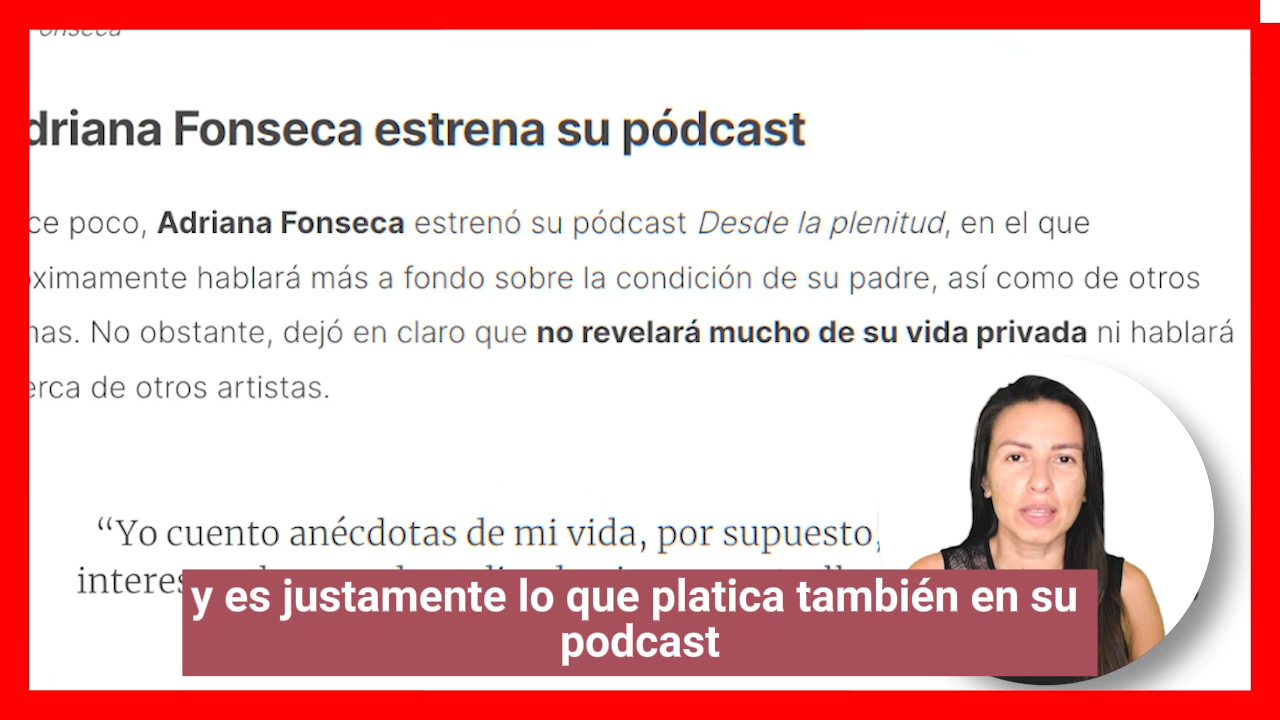 onseca
driana Fonseca estrena su pódcast
ce poco, Adriana Fonseca estrenó su pódcast Desde la plenitud, en el que
ximamente hablará más a fondo sobre la condición de su padre, así como de otros
nas. No obstante, dejó en claro que no revelará mucho de su vida privada ni hablará
erca de otros artistas.
“Yo cuento anécdotas de mi vida, por supuesto,
interes
y es justamente lo que platica también en su
podcast